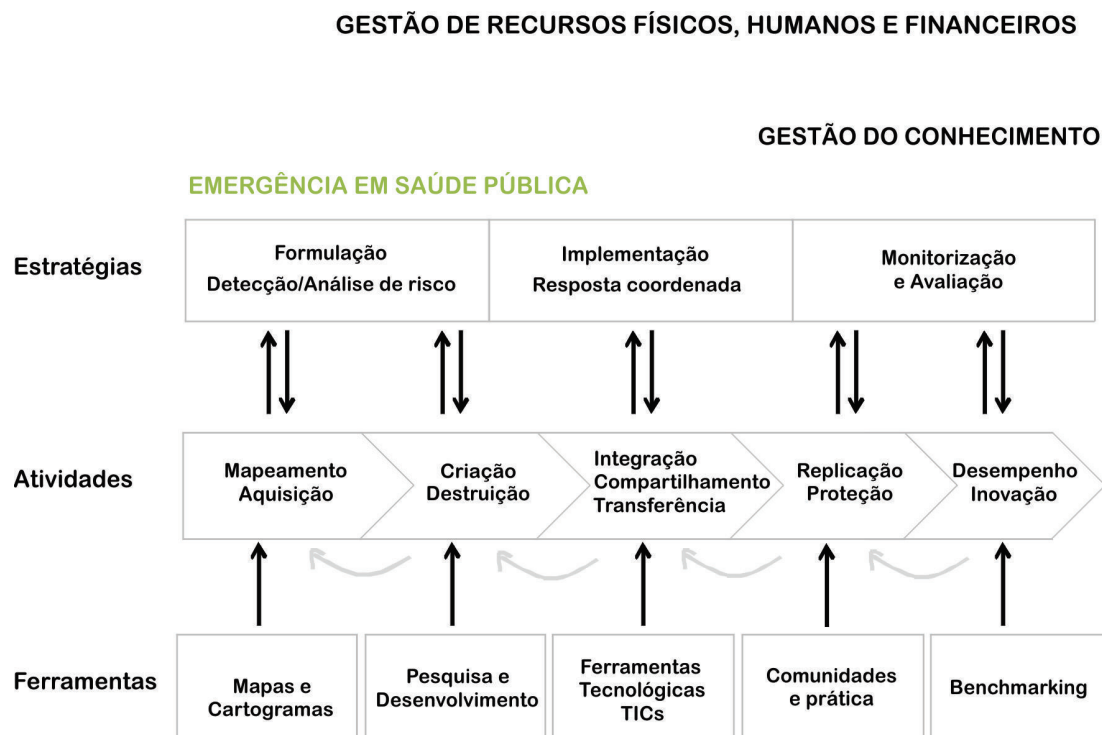 GESTÃO DE RECURSOS FÍSICOS, HUMANOS E FINANCEIROS
GESTÃO DO CONHECIMENTO
EMERGÊNCIA EM SAÚDE PÚBLICA
Estratégias
Formulação
Detecção/Análise de risco
Implementação
Resposta coordenada
Monitorização
e Avaliação
Atividades
Mapeamento
Aquisição
Criação
Destruição
Integração
Compartilhamento
Transferência
Replicação
Proteção
Desempenho
Inovação
Ferramentas
Mapas e
Cartogramas
Pesquisa e
Desenvolvimento
Ferramentas
Tecnológicas
TICs
Comunidades
e prática
Benchmarking